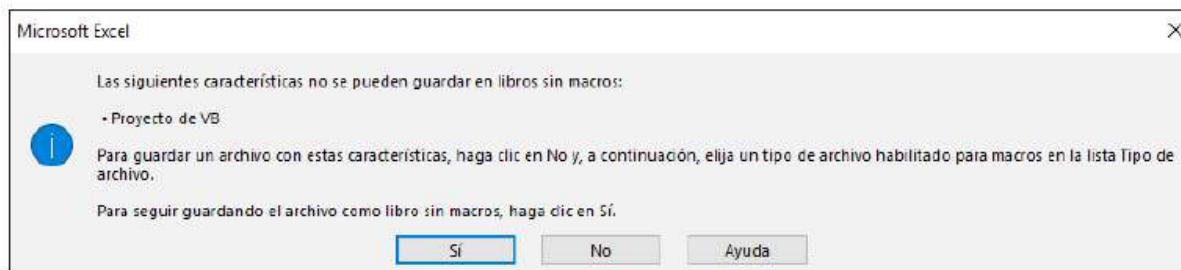 Microsoft Excel
Las siguientes características no se pueden guardar en libros sin macros:
• Proyecto de VB
Para guardar un archivo con estas características, haga clic en No y, a continuación, elija un tipo de archivo habilitado para macros en la lista Tipo de
archivo.
Para seguir guardando el archivo como libro sin macros, haga clic en Sí.
Sí No Ayuda